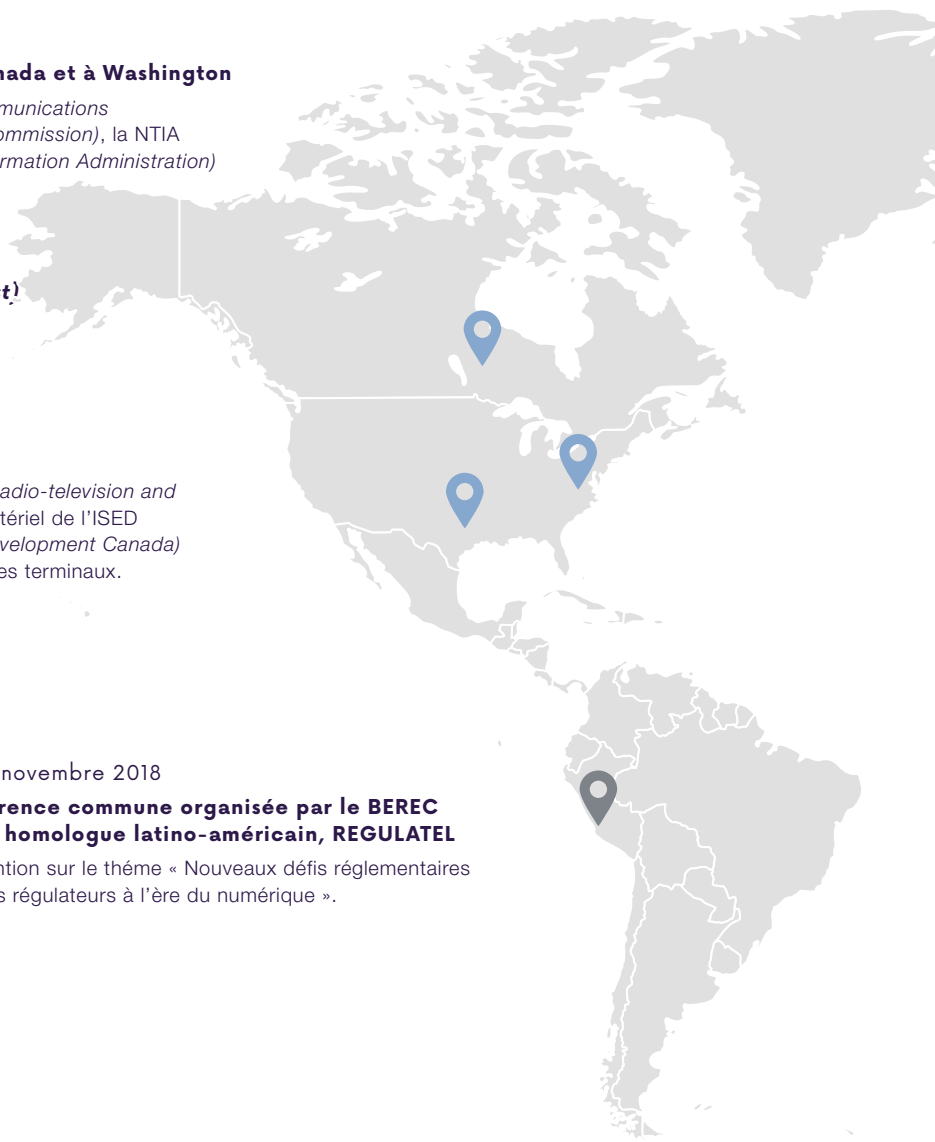 nada et à Washington
munications
ommission), la NTIA
rmation Administration)
t)
adio-television and
tériel de l'ISED
velopment Canada)
es terminaux.
novembre 2018
rence commune organisée par le BEREC
homologue latino-américain, REGULATEL
ntion sur le théme « Nouveaux défis réglementaires
s régulateurs à l'ère du numérique ».